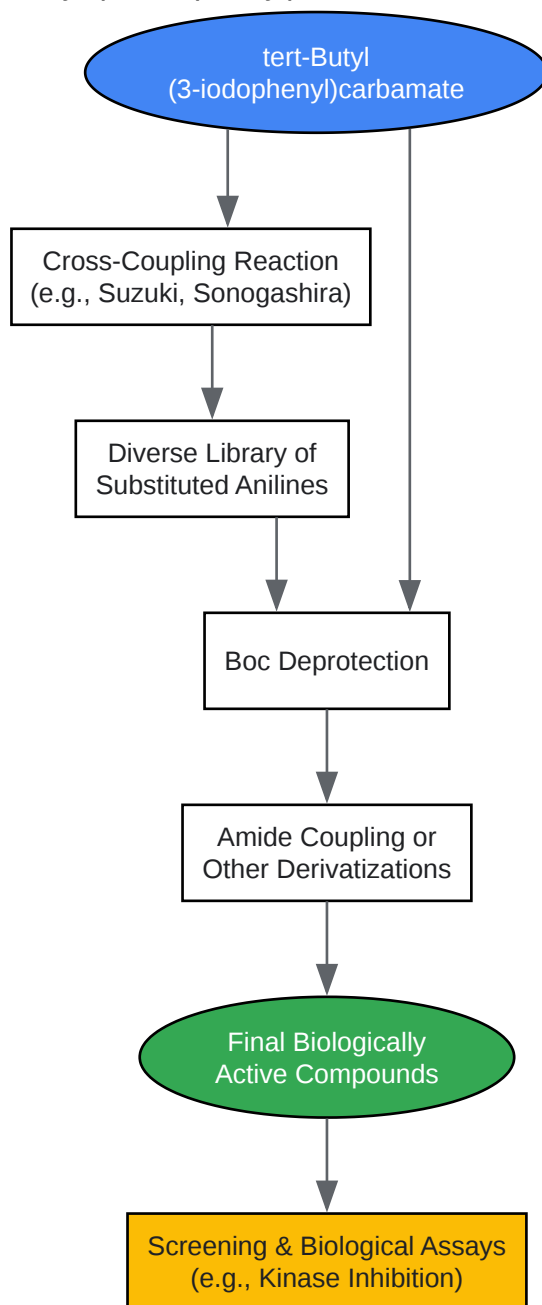 tert-Butyl
(3-iodophenyl)carbamate
Cross-Coupling Reaction
(e.g., Suzuki, Sonogashira)
Diverse Library of
Substituted Anilines
Boc Deprotection
Amide Coupling or
Other Derivatizations
Final Biologically
Active Compounds
Screening & Biological Assays
(e.g., Kinase Inhibition)